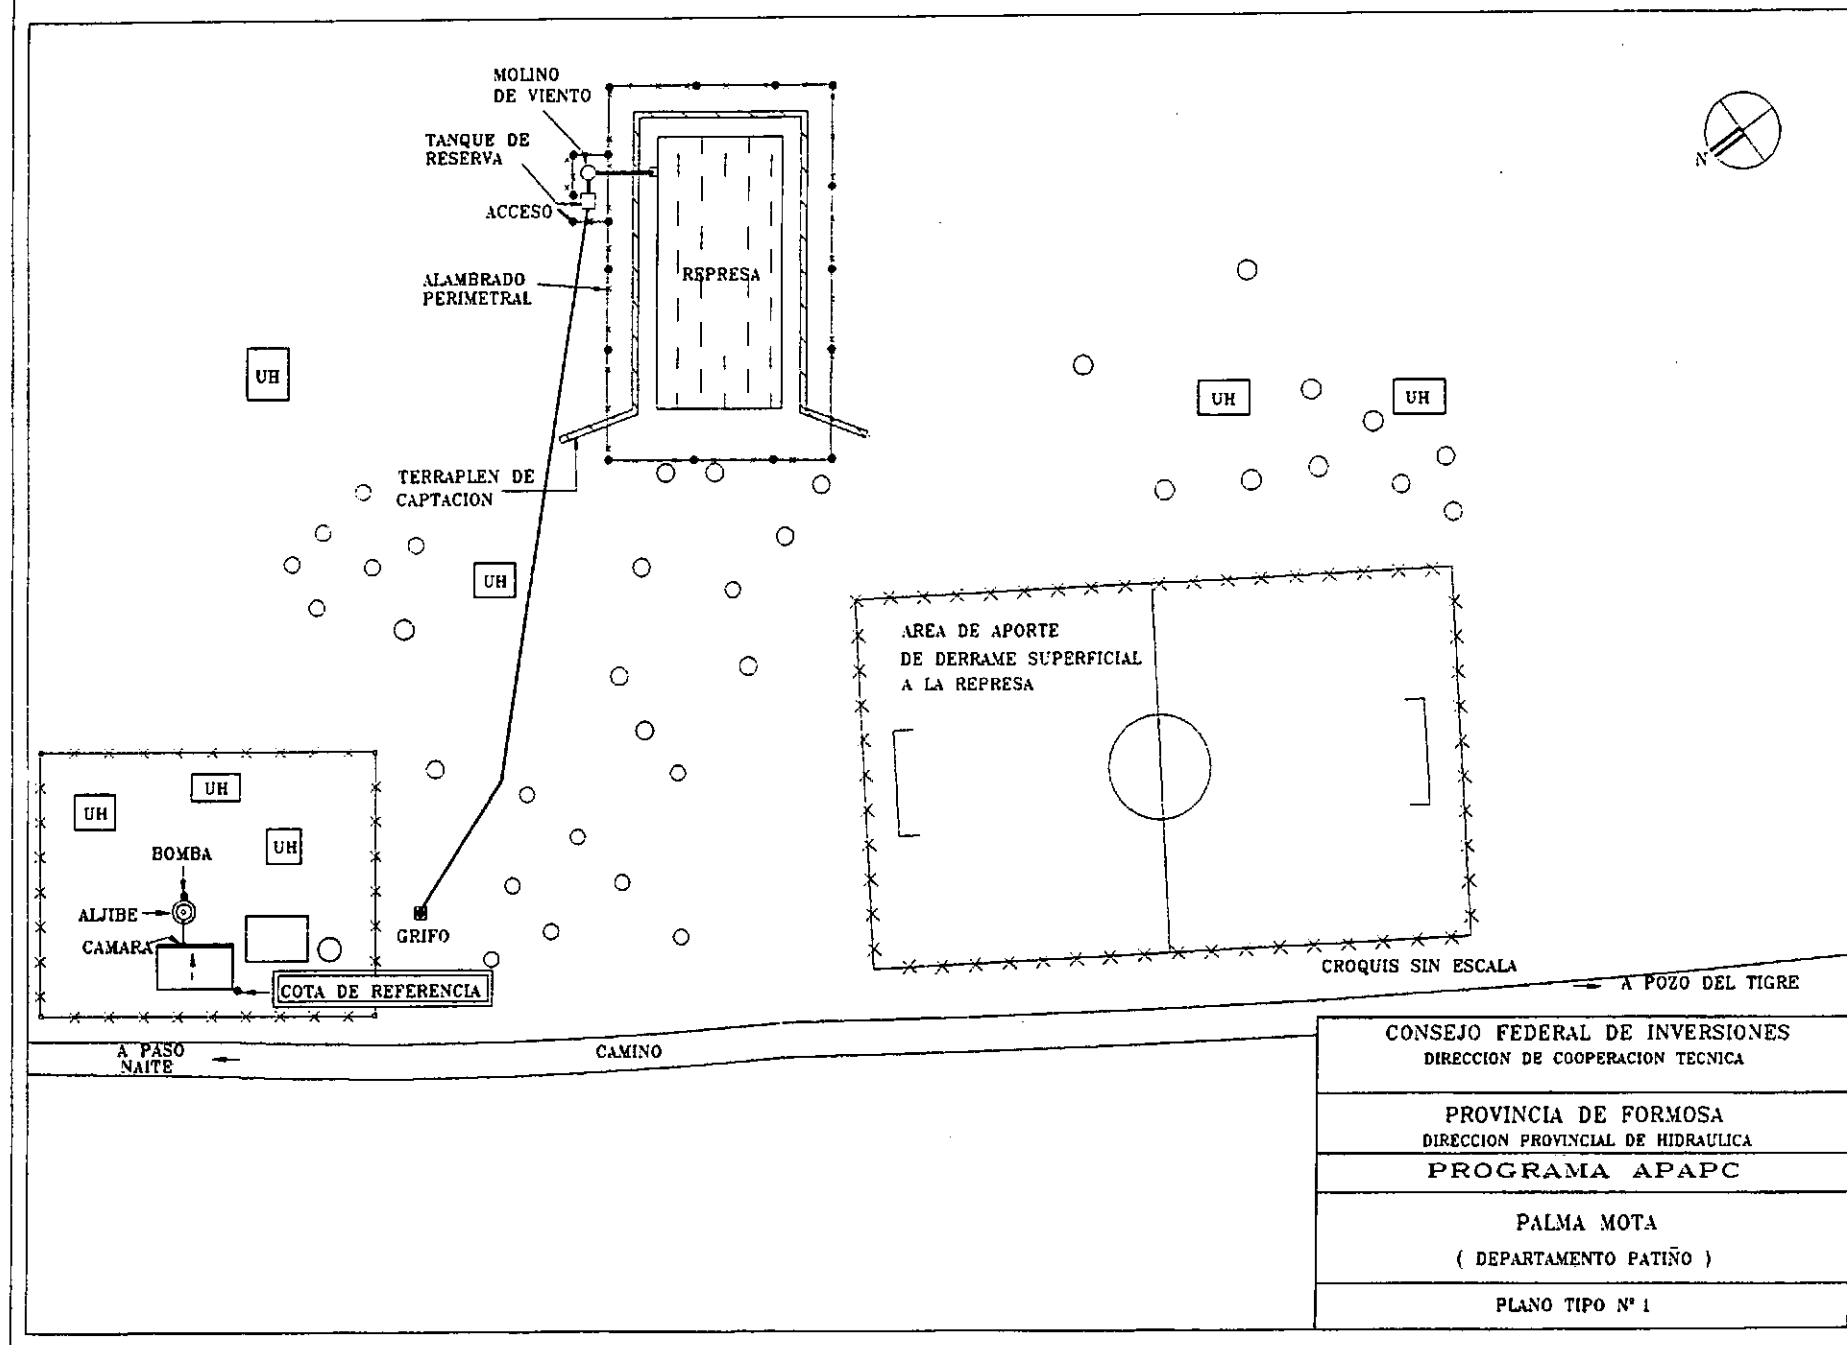 MOLINO
DE VIENTO
TANQUE DE
RESERVA
ACCESO
N
ALAMBRADO
PERIMETRAL
REPRESA
UH
UH
UH
TERRAPLEN DE
CAPTACION
UH
AREA DE APORTE
DE DERRAME SUPERFICIAL
A LA REPRESA
UH
UH
UH
BOMBA
ALJIBE
CAMARA
GRIFO
COTA DE REFERENCIA
CROQUIS SIN ESCALA
A POZO DEL TIGRE
A PASO
NAITE
CAMINO
CONSEJO FEDERAL DE INVERSIONES
DIRECCION DE COOPERACION TECNICA
PROVINCIA DE FORMOSA
DIRECCION PROVINCIAL DE HIDRAULICA
PROGRAMA APAPC
PALMA MOTA
( DEPARTAMENTO PATIÑO )
PLANO TIPO Nº 1